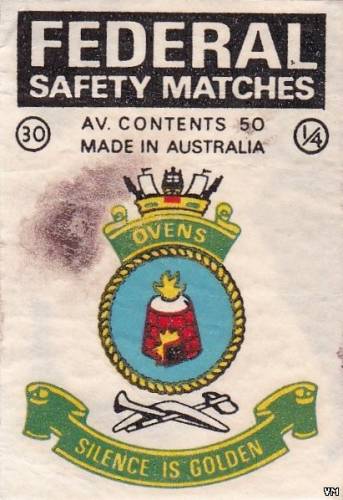 FEDERAL
SAFETY MATCHES
30 AV. CONTENTS 50 1/4
MADE IN AUSTRALIA
OVENS
SILENCE IS GOLDEN
VM